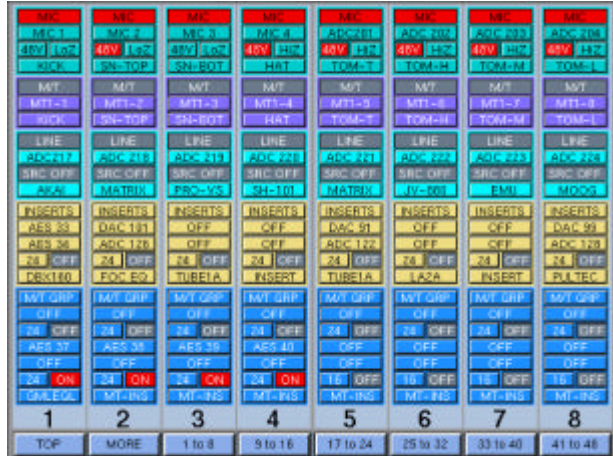 MIC MIC MIC MIC MIC MIC MIC MIC
MIC 1 MIC 2 MIC 3 MIC 4 ADC201 ADC 202 ADC 203 ADC 204
48V LoZ 48V LoZ 48V LoZ 48V HiZ 48V HiZ 48V HiZ 48V HiZ 48V HiZ
KICK SN-TOP SN-BOT HAT TOM-T TOM-H TOM-M TOM-L
M/T M/T M/T M/T M/T M/T M/T M/T
MT1-1 MT1-2 MT1-3 MT1-4 MT1-5 MT1-6 MT1-7 MT1-8
KICK SN-TOP SN-BOT HAT TOM-T TOM-H TOM-M TOM-L
LINE LINE LINE LINE LINE LINE LINE LINE
ADC217 ADC 218 ADC 219 ADC 220 ADC 221 ADC 222 ADC 223 ADC 224
SRC OFF SRC OFF SRC OFF SRC OFF SRC OFF SRC OFF SRC OFF SRC OFF
AKAI MATRIX PRO-VS SH-101 MATRIX JV-880 EMU MOOG
INSERTS INSERTS INSERTS INSERTS INSERTS INSERTS INSERTS INSERTS
AES 33 DAC 101 OFF OFF DAC 91 OFF OFF DAC 99
AES 34 ADC 126 OFF OFF ADC 122 OFF OFF ADC 128
24 OFF 24 OFF 24 OFF 24 OFF 24 OFF 24 OFF 24 OFF 24 OFF
DBX160 FOC EQ TUBE1A INSERT TUBE1A LA2A INSERT PULTEC
M/T GRP M/T GRP M/T GRP M/T GRP M/T GRP M/T GRP M/T GRP M/T GRP
OFF OFF OFF OFF OFF OFF OFF OFF
24 OFF 24 OFF 24 OFF 24 OFF 24 OFF 24 OFF 24 OFF 24 OFF
AES 37 AES 38 AES 39 AES 40 OFF OFF OFF OFF
OFF OFF OFF OFF OFF OFF OFF OFF
24 ON 24 ON 24 ON 24 ON 16 OFF 16 OFF 16 OFF 16 OFF
GMLEQL MT-INS MT-INS MT-INS MT-INS MT-INS MT-INS MT-INS
1 2 3 4 5 6 7 8
TOP MORE 1 to 8 9 to 16 17 to 24 25 to 32 33 to 40 41 to 48